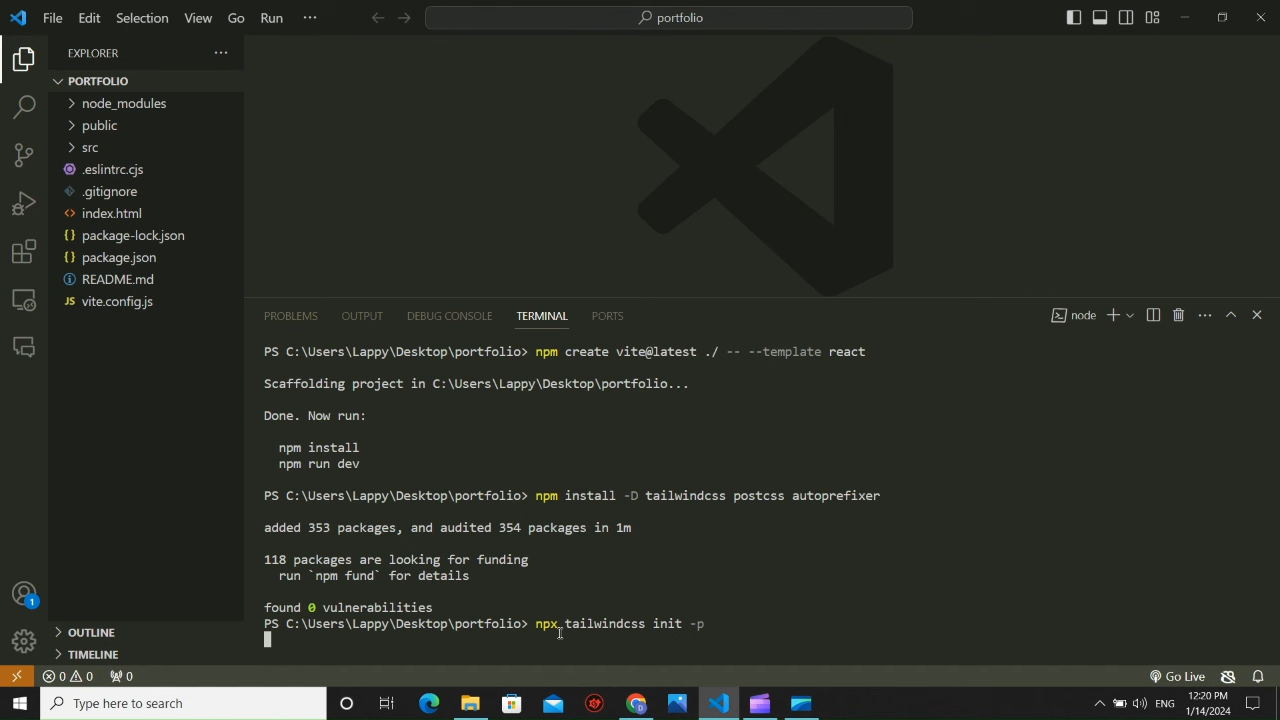 File Edit Selection View Go Run ···
portfolio
EXPLORER ···
PORTFOLIO
node_modules
public
src
.eslintrc.cjs
.gitignore
<> index.html
{} package-lock.json
{} package.json
README.md
JS vite.config.js
OUTLINE
TIMELINE
PROBLEMS OUTPUT DEBUG CONSOLE TERMINAL PORTS
node
PS C:\Users\Lappy\Desktop\portfolio> npm create vite@latest ./ -- --template react
Scaffolding project in C:\Users\Lappy\Desktop\portfolio...
Done. Now run:
npm install
npm run dev
PS C:\Users\Lappy\Desktop\portfolio> npm install -D tailwindcss postcss autoprefixer
added 353 packages, and audited 354 packages in 1m
118 packages are looking for funding
run `npm fund` for details
found 0 vulnerabilities
PS C:\Users\Lappy\Desktop\portfolio> npx tailwindcss init -p
1
0 0 0 Go Live
Type here to search
D
ENG
12:20 PM
1/14/2024